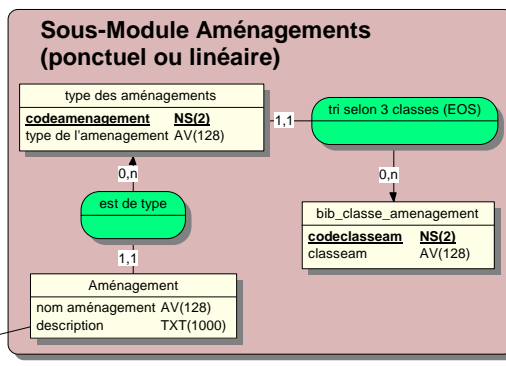 Sous-Module Aménagements
(ponctuel ou linéaire)
type des aménagements
codeamenagement NS(2)
type de l'amenagement AV(128)
1,1
tri selon 3 classes (EOS)
0,n
0,n
est de type
bib_classe_amenagement
codeclasseam NS(2)
classeam AV(128)
1,1
Aménagement
nom aménagement AV(128)
description TXT(1000)